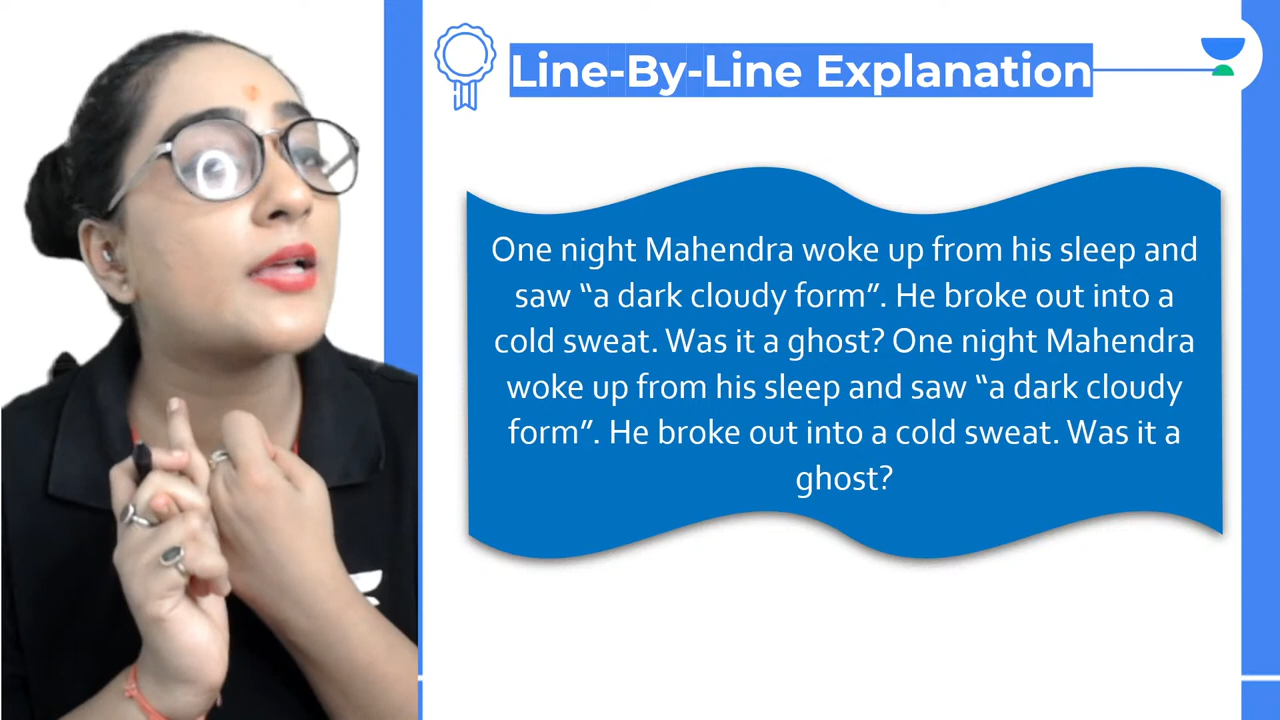 Line-By-Line Explanation
One night Mahendra woke up from his sleep and
saw “a dark cloudy form”. He broke out into a
cold sweat. Was it a ghost? One night Mahendra
woke up from his sleep and saw “a dark cloudy
form”. He broke out into a cold sweat. Was it a
ghost?